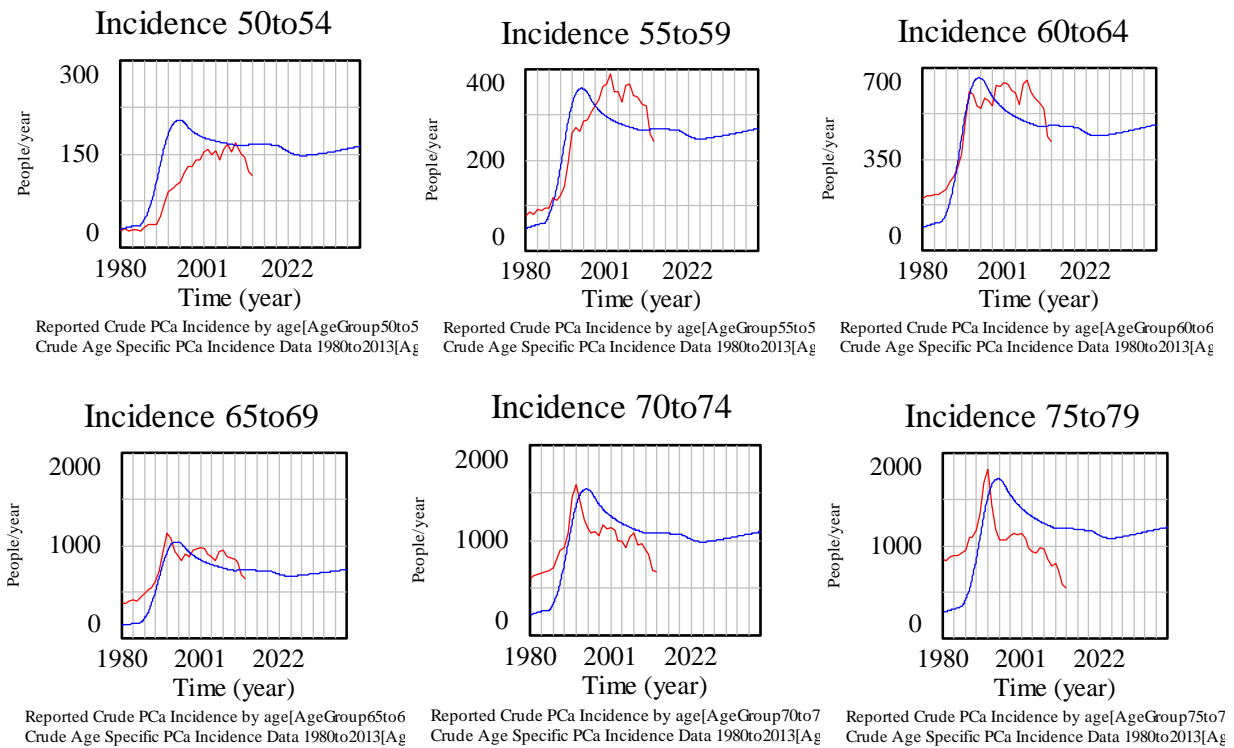 Incidence 50to54
300
150
0
People/year
1980 2001 2022
Time (year)
Reported Crude PCa Incidence by age[AgeGroup50to5
Crude Age Specific PCa Incidence Data 1980to2013[Ag
Incidence 55to59
400
200
0
People/year
1980 2001 2022
Time (year)
Reported Crude PCa Incidence by age[AgeGroup55to5
Crude Age Specific PCa Incidence Data 1980to2013[Ag
Incidence 60to64
700
350
0
People/year
1980 2001 2022
Time (year)
Reported Crude PCa Incidence by age[AgeGroup60to6
Crude Age Specific PCa Incidence Data 1980to2013[Ag
Incidence 65to69
2000
1000
0
People/year
1980 2001 2022
Time (year)
Reported Crude PCa Incidence by age[AgeGroup65to6
Crude Age Specific PCa Incidence Data 1980to2013[Ag
Incidence 70to74
2000
1000
0
People/year
1980 2001 2022
Time (year)
Reported Crude PCa Incidence by age[AgeGroup70to7
Crude Age Specific PCa Incidence Data 1980to2013[Ag
Incidence 75to79
2000
1000
0
People/year
1980 2001 2022
Time (year)
Reported Crude PCa Incidence by age[AgeGroup75to7
Crude Age Specific PCa Incidence Data 1980to2013[Ag